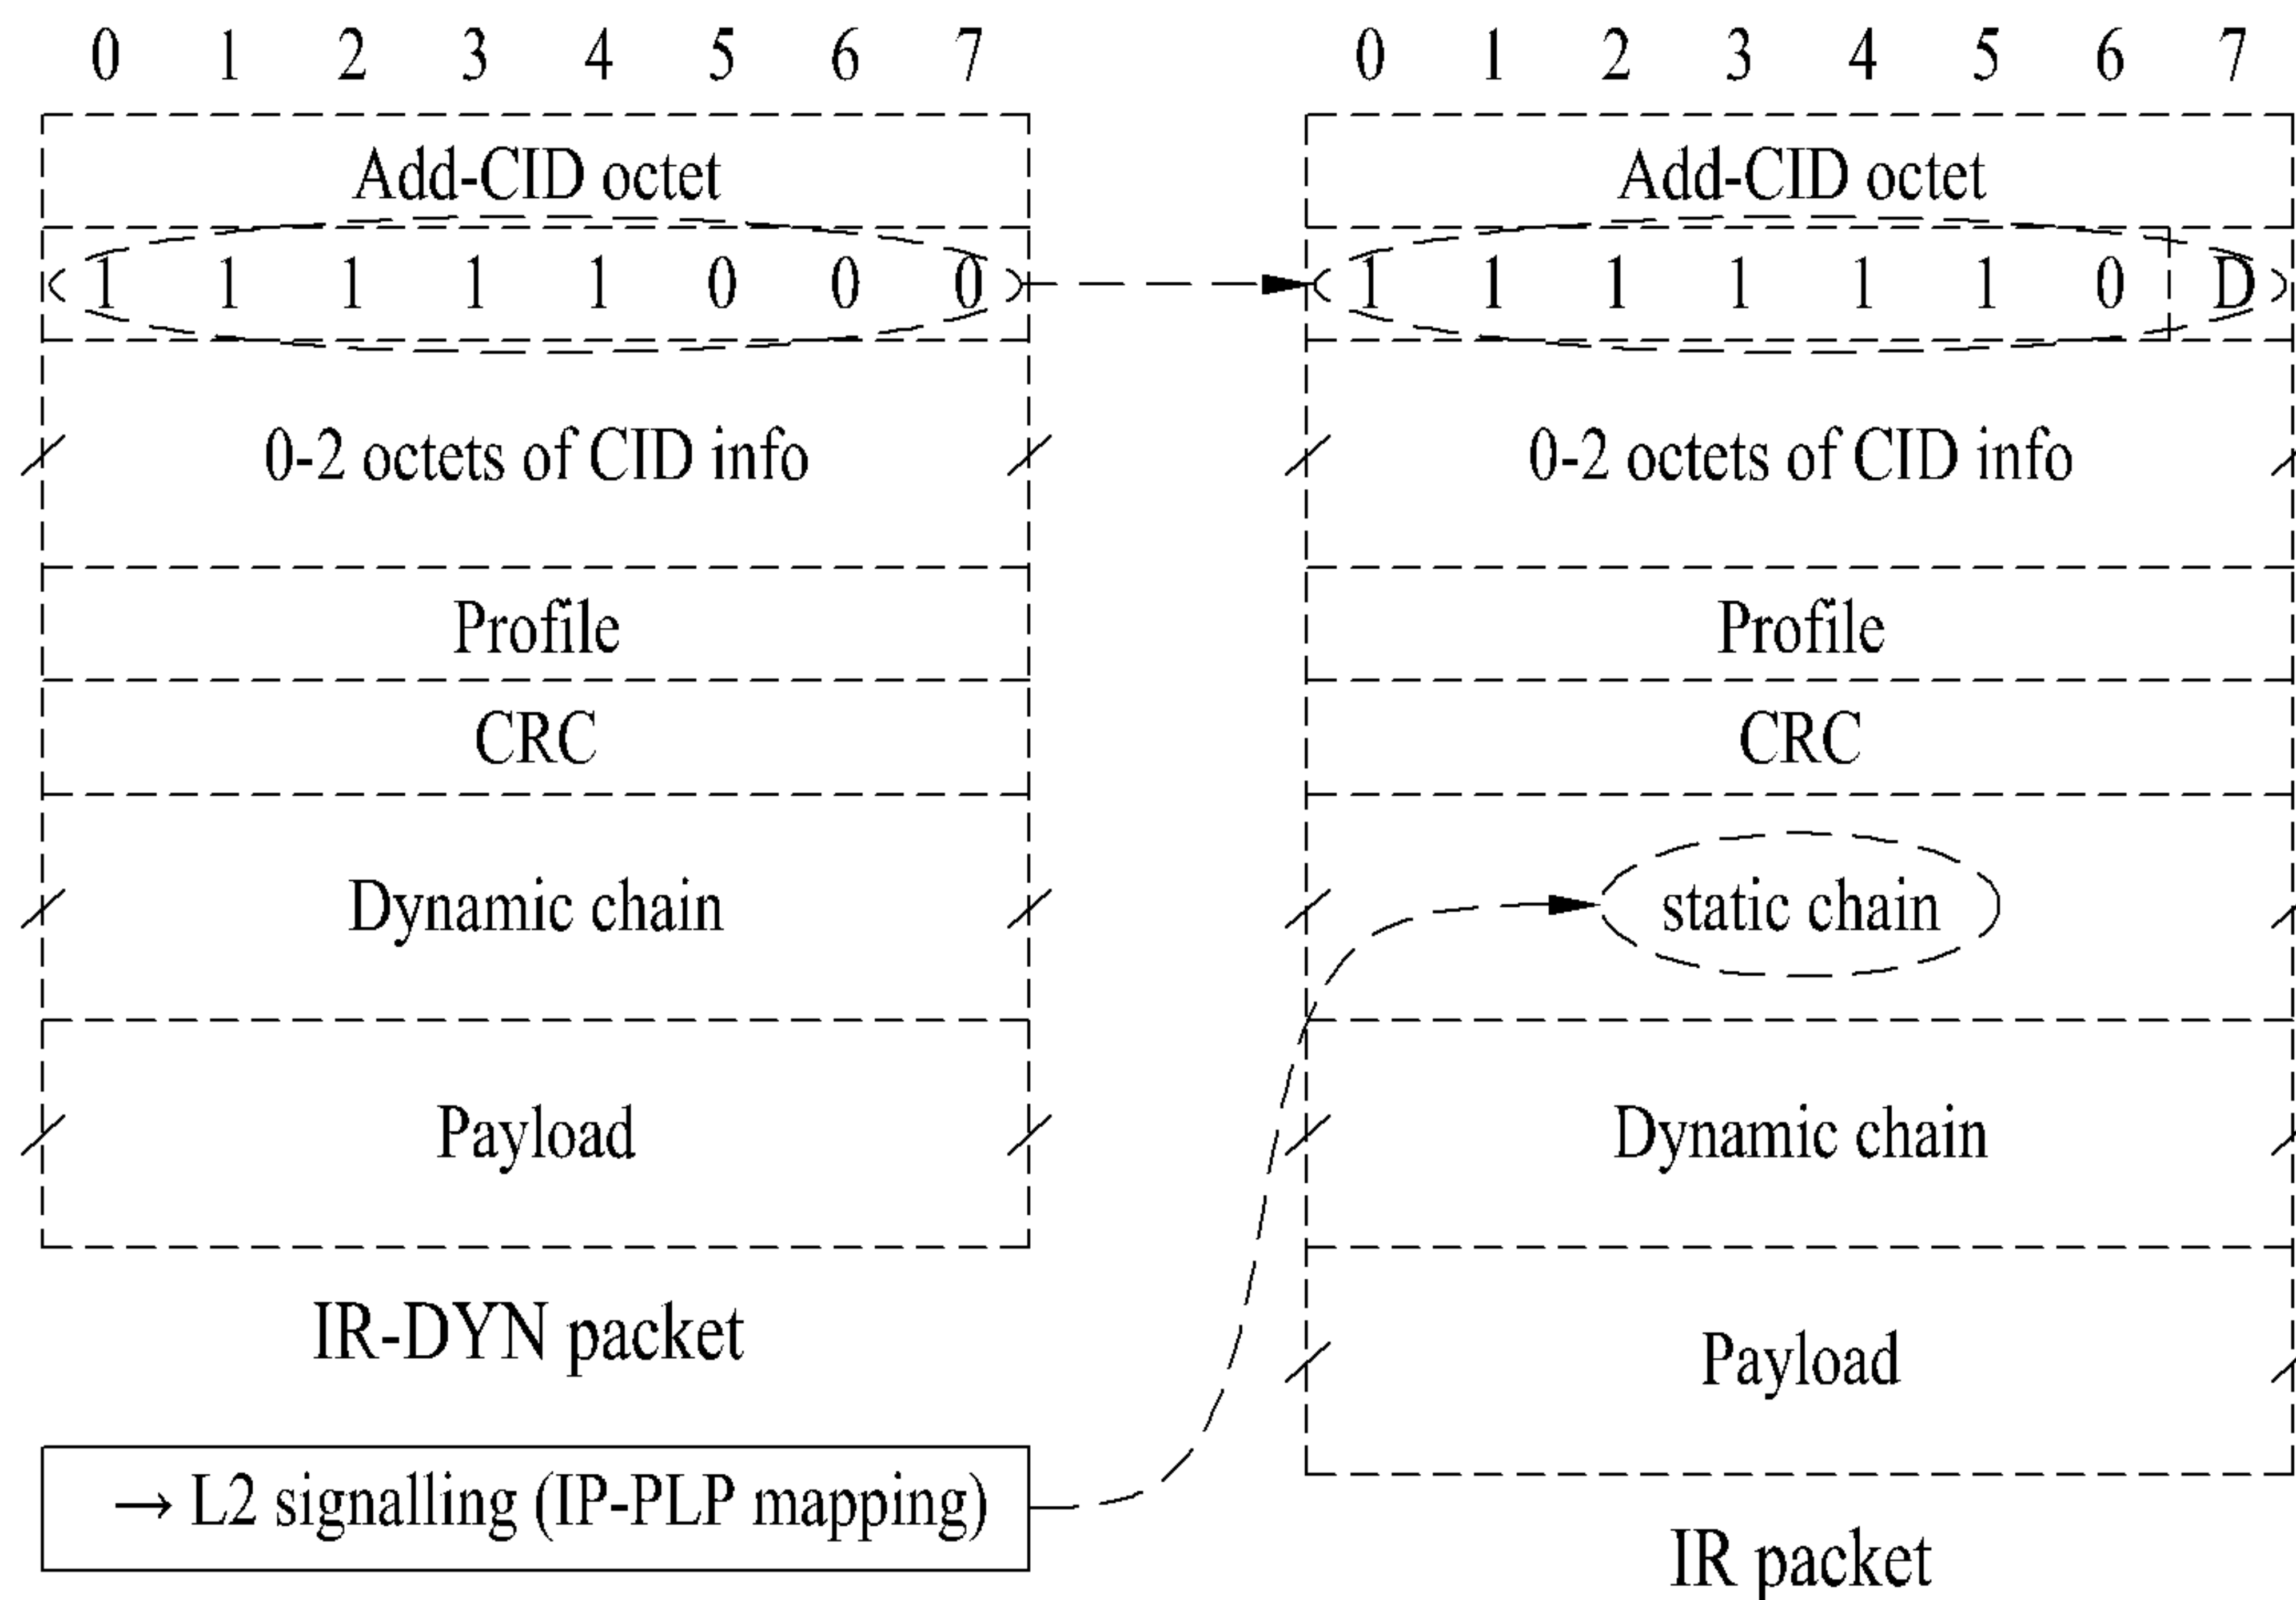 0 1 2 3 4 5 6 7
Add-CID octet
1 1 1 1 1 0 0 0
0-2 octets of CID info
Profile
CRC
Dynamic chain
Payload
IR-DYN packet
→ L2 signalling (IP-PLP mapping)
0 1 2 3 4 5 6 7
Add-CID octet
1 1 1 1 1 1 0 D
0-2 octets of CID info
Profile
CRC
static chain
Dynamic chain
Payload
IR packet